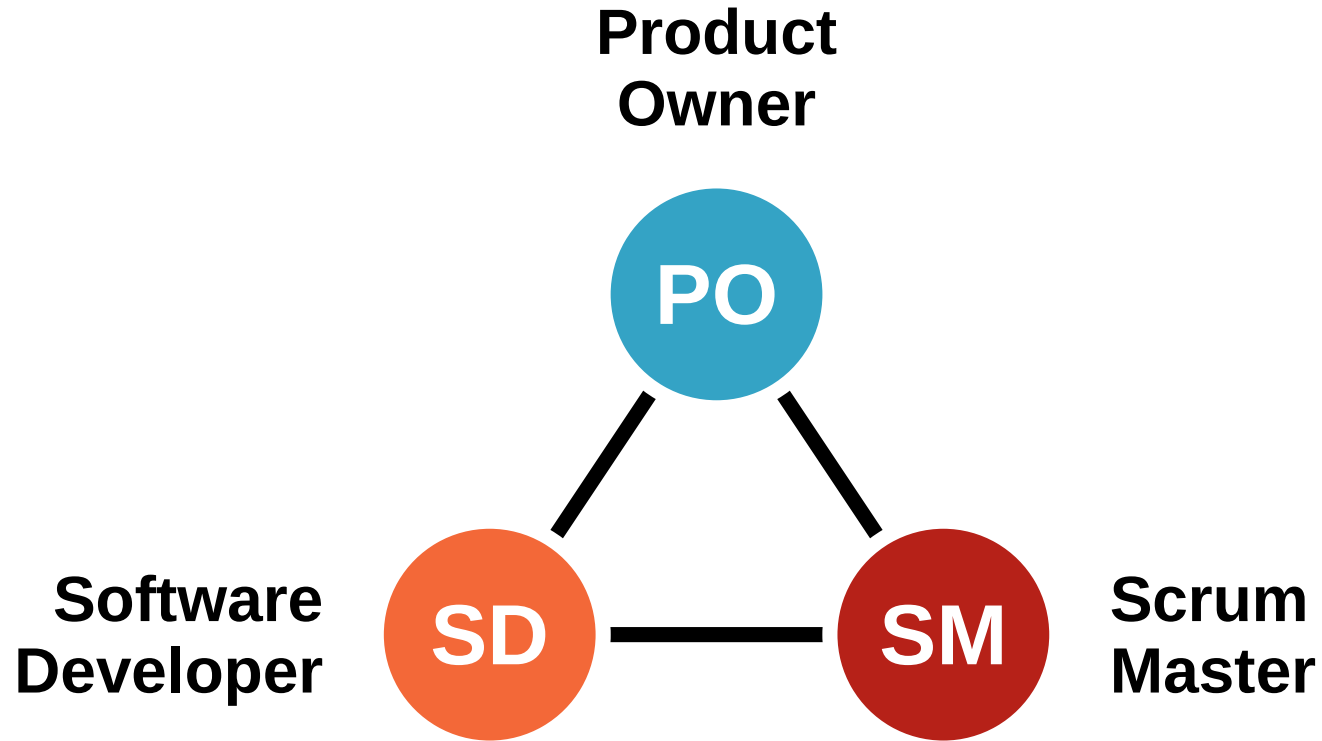 Product
Owner
PO
Software
Developer
SD
SM
Scrum
Master